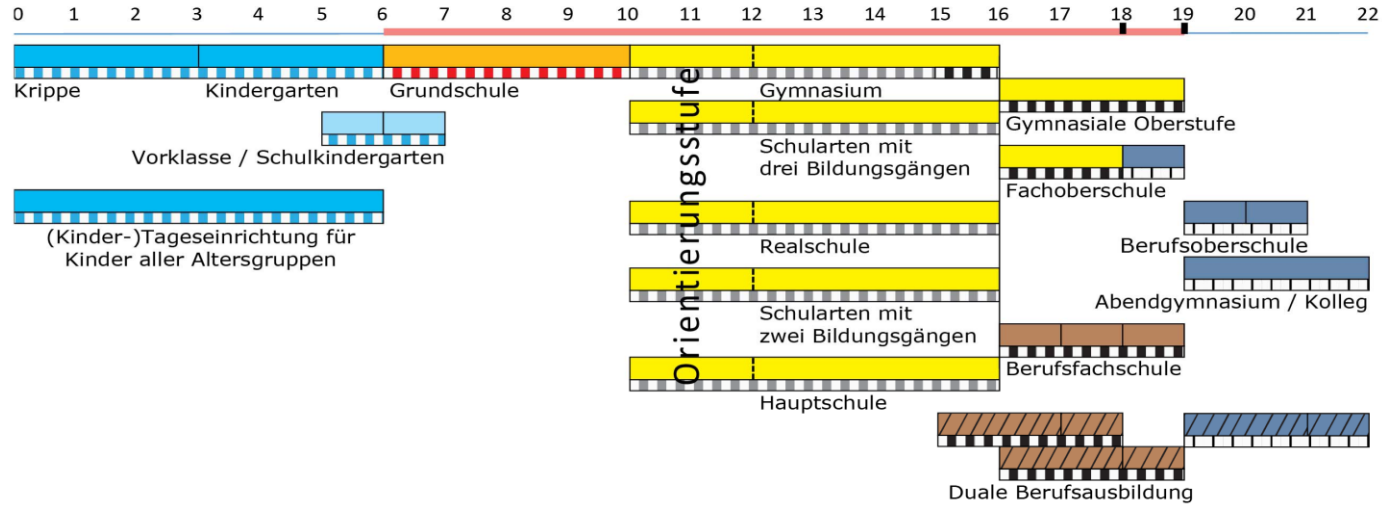 0 1 2 3 4 5 6 7 8 9 10 11 12 13 14 15 16 17 18 19 20 21 22
Krippe
Kindergarten
Grundschule
Gymnasium
Orientierungsstufe
Gymnasiale Oberstufe
Vorklasse / Schulkindergarten
Schularten mit
drei Bildungsgängen
Fachoberschule
(Kinder-)Tageseinrichtung für
Kinder aller Altersgruppen
Realschule
Berufsoberschule
Abendgymnasium / Kolleg
Schularten mit
zwei Bildungsgängen
Berufsfachschule
Hauptschule
Duale Berufsausbildung